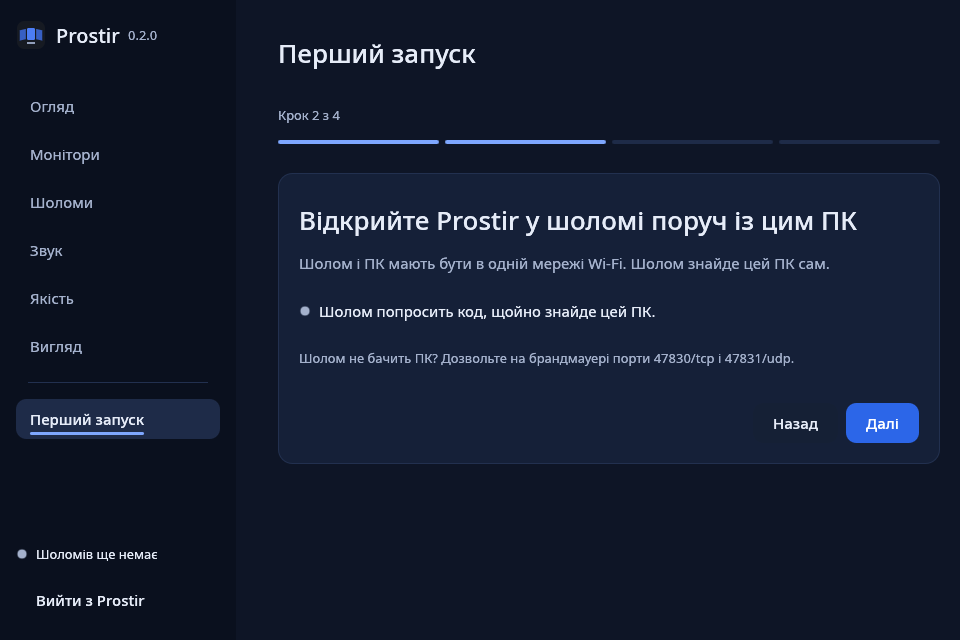 Prostir 0.2.0
Огляд
Монітори
Шоломи
Звук
Якість
Вигляд
Перший запуск
Шоломів ще немає
Вийти з Prostir
Перший запуск
Крок 2 з 4
Відкрийте Prostir у шоломі поруч із цим ПК
Шолом і ПК мають бути в одній мережі Wi-Fi. Шолом знайде цей ПК сам.
Шолом попросить код, щойно знайде цей ПК.
Шолом не бачить ПК? Дозвольте на брандмауері порти 47830/tcp і 47831/udp.
Назад
Далі